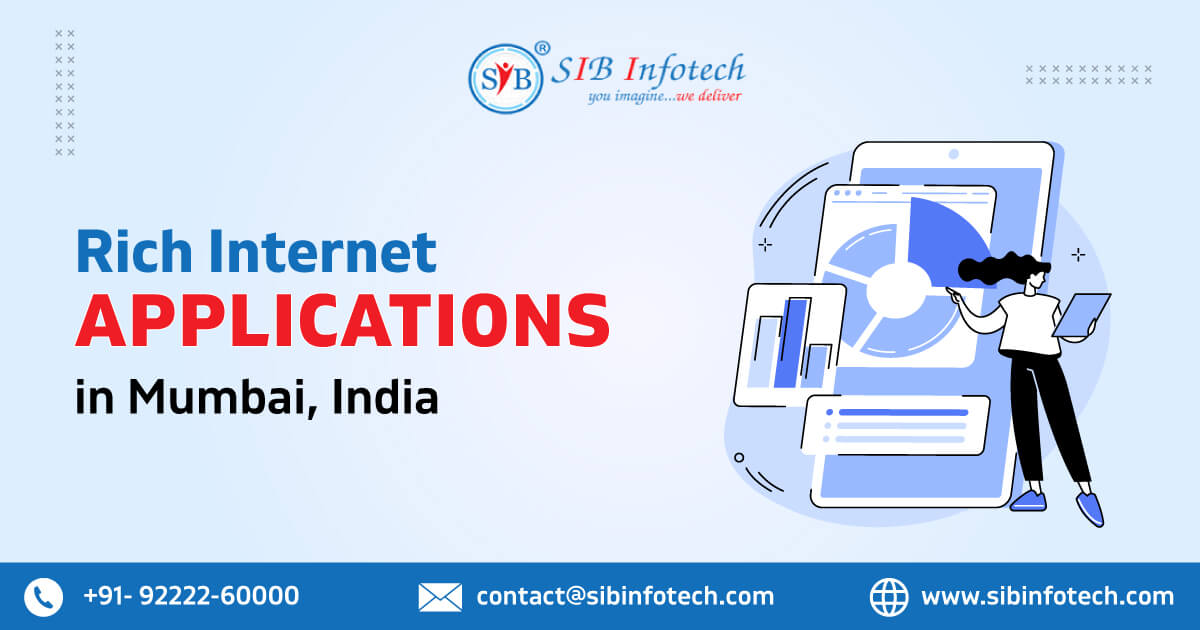 SIB ®
SIB Infotech
you imagine...we deliver
Rich Internet
APPLICATIONS
in Mumbai, India
+91- 92222-60000
contact@sibinfotech.com
www.sibinfotech.com